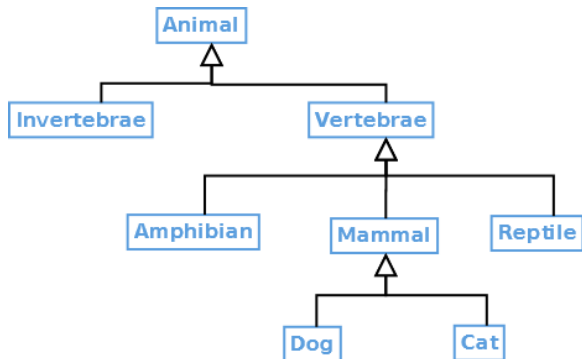 Animal
Invertebrae
Vertebrae
Amphibian
Mammal
Reptile
Dog
Cat